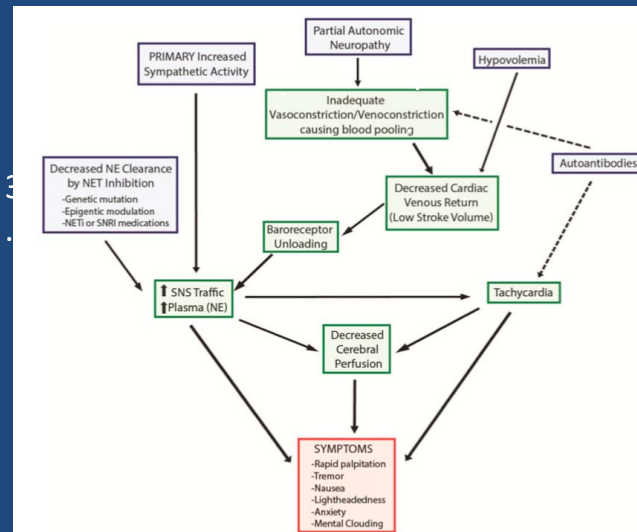 Partial Autonomic
Neuropathy
PRIMARY Increased
Sympathetic Activity
Hypovolemia
Inadequate
Vasoconstriction/Venoconstriction
causing blood pooling
Autoantibodies
Decreased NE Clearance
by NET Inhibition
-Genetic mutation
-Epigentic modulation
-NETi or SNRI medications
3
.
Decreased Cardiac
Venous Return
(Low Stroke Volume)
Baroreceptor
Unloading
⬆ SNS Traffic
⬆Plasma (NE)
Tachycardia
Decreased
Cerebral
Perfusion
SYMPTOMS
-Rapid palpitation
-Tremor
-Nausea
-Lightheadedness
-Anxiety
-Mental Clouding